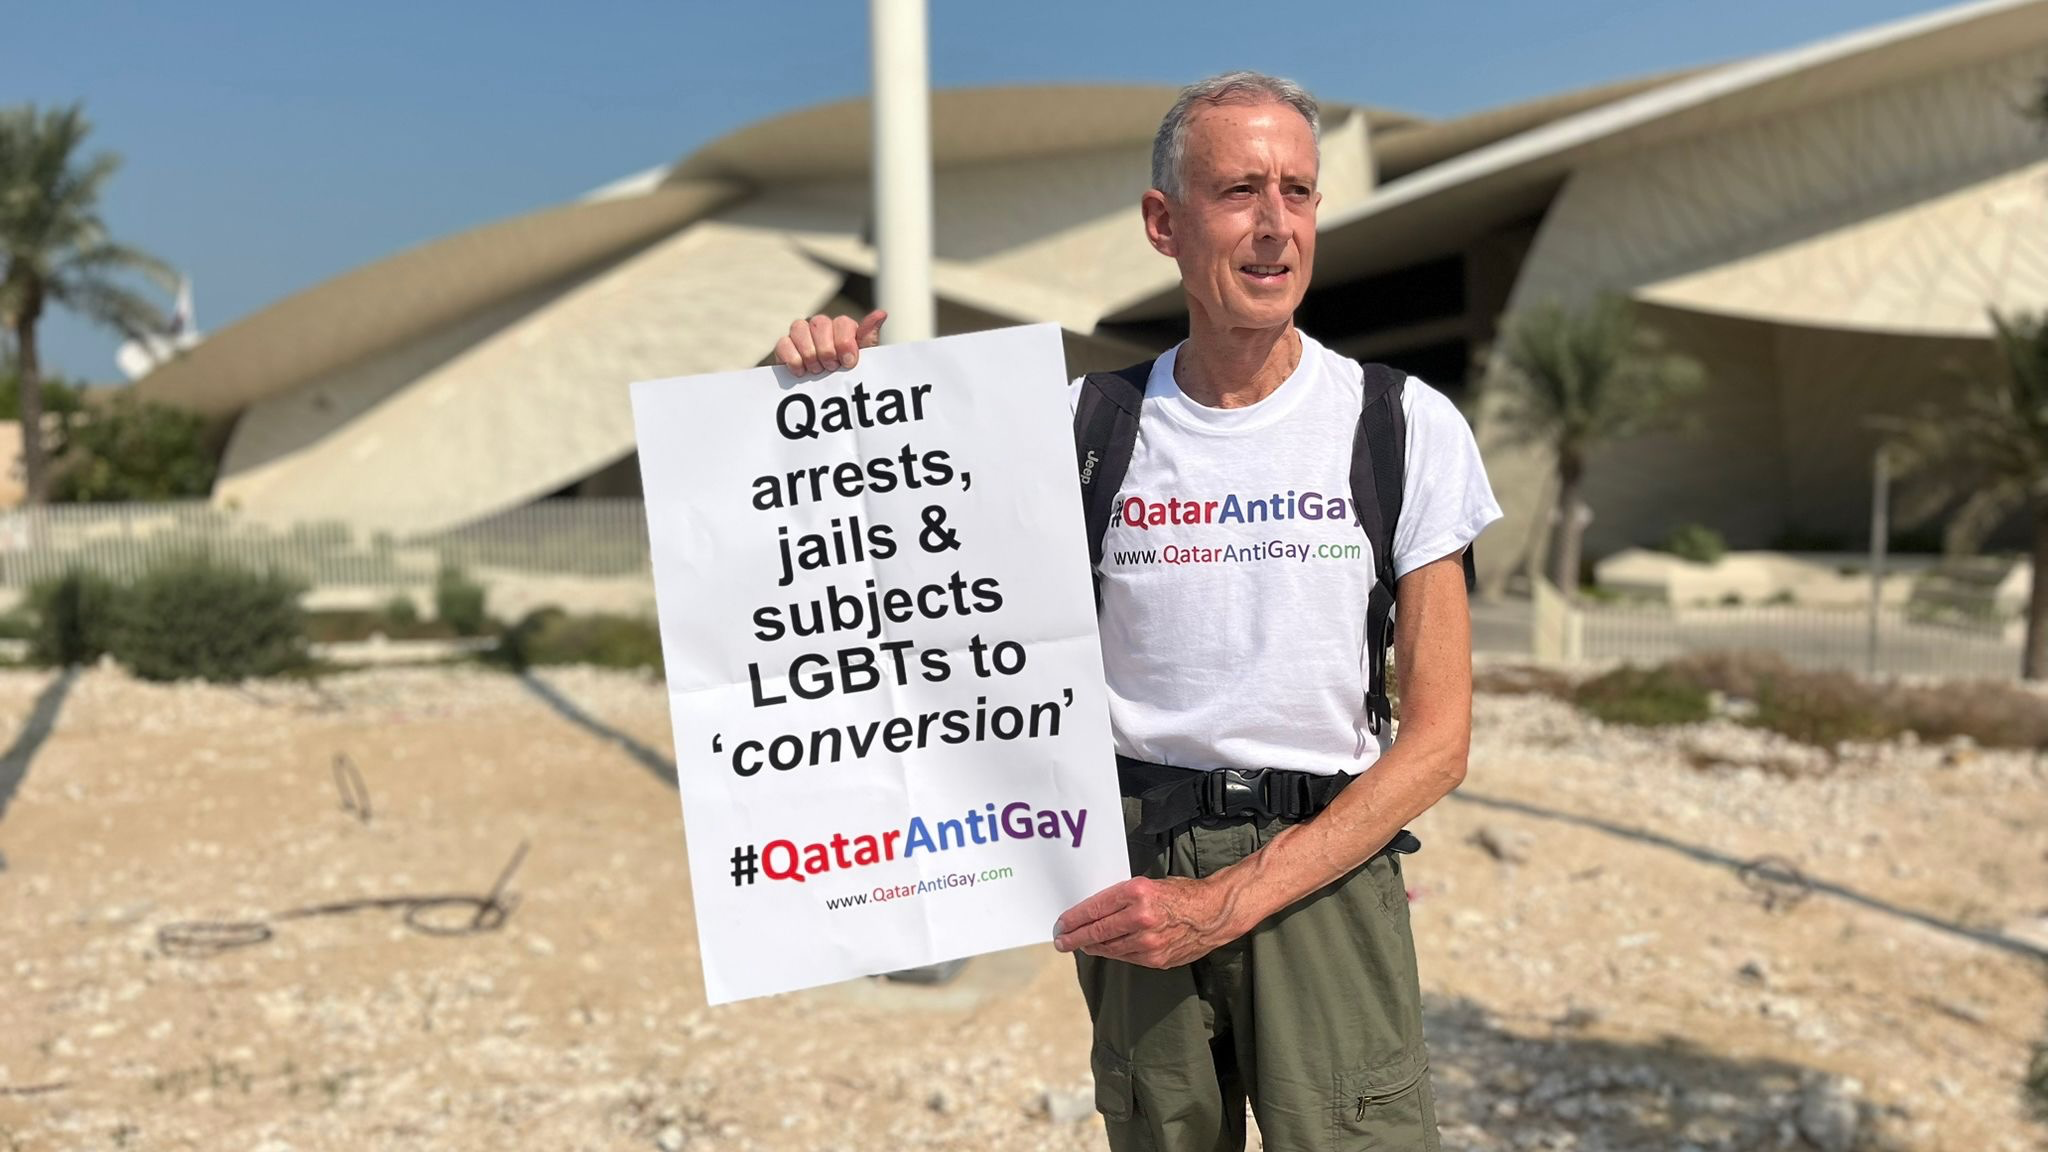 Qatar
arrests,
jails &
subjects
LGBTs to
‘conversion’
#QatarAntiGay
www.QatarAntiGay.com
Jeep
#QatarAntiGay
www.QatarAntiGay.com